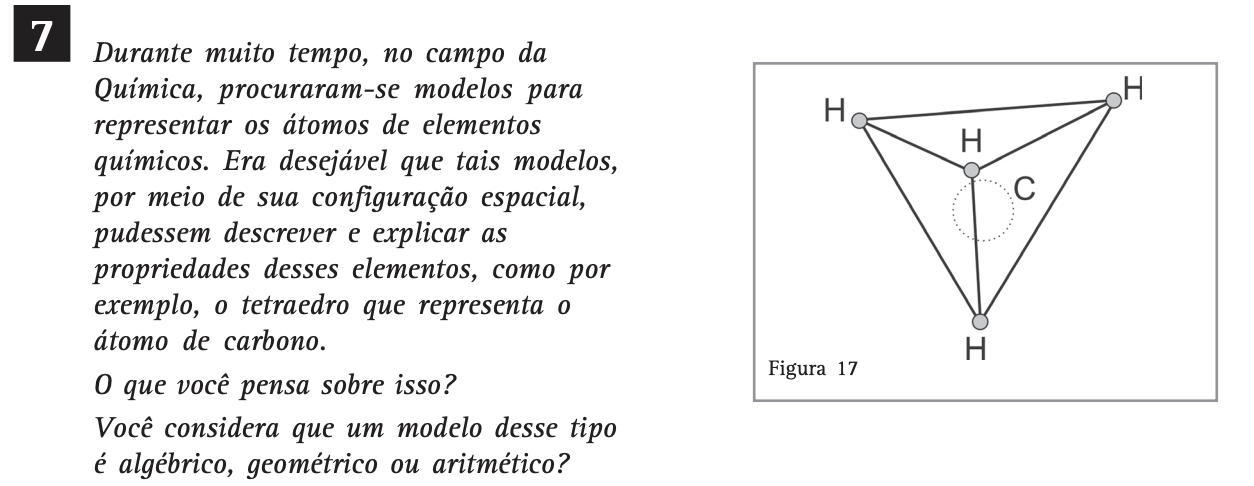 7
Durante muito tempo, no campo da
Química, procuraram-se modelos para
representar os átomos de elementos
químicos. Era desejável que tais modelos,
por meio de sua configuração espacial,
pudessem descrever e explicar as
propriedades desses elementos, como por
exemplo, o tetraedro que representa o
átomo de carbono.
O que você pensa sobre isso?
Você considera que um modelo desse tipo
é algébrico, geométrico ou aritmético?
H
H
H
C
H
Figura 17